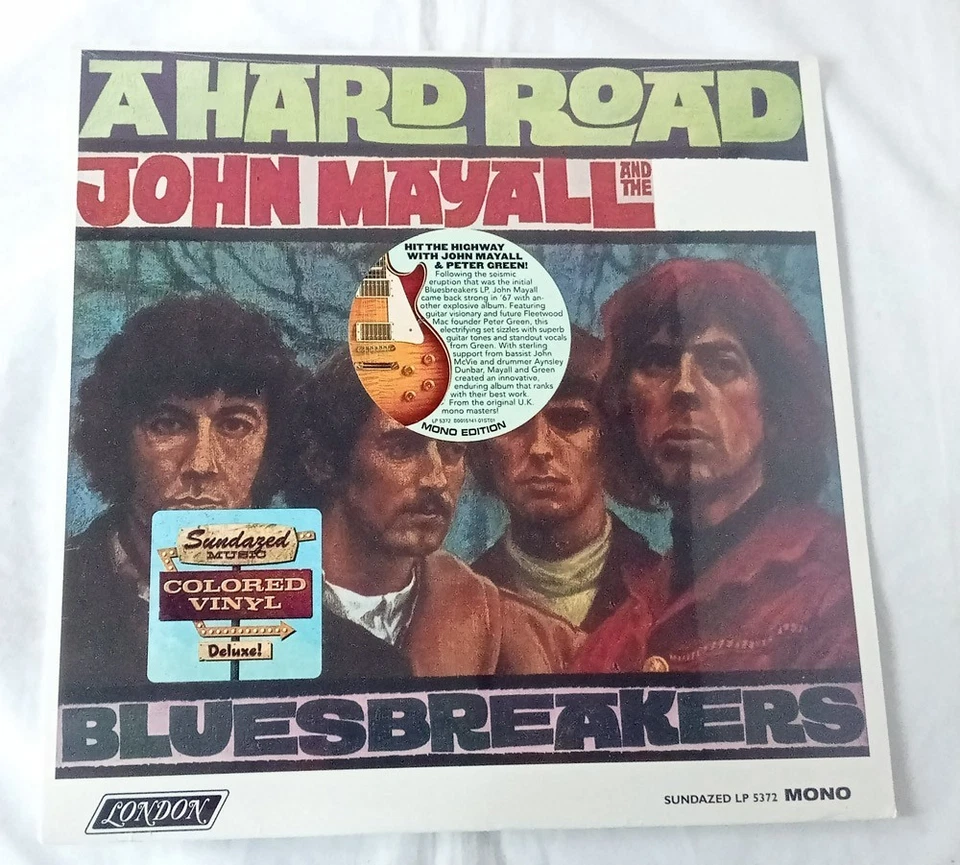 A HARD ROAD
JOHN MAYALL AND THE
HIT THE HIGHWAY
WITH JOHN MAYALL
& PETER GREEN!
Following the seismic
eruption that was the initial
Bluesbreakers LP, John Mayall
came back strong in '67 with an-
other explosive album. Featuring
guitar visionary and future Fleetwood
Mac founder Peter Green, this
electrifying set sizzles with superb
guitar tones and standout vocals
from Green. With sterling
support from bassist John
McVie and drummer Aynsley
Dunbar, Mayall and Green
created an innovative,
enduring album that ranks
with their best work.
From the original U.K.
mono masters!
LP 5372
MONO EDITION
Sundazed
MUSIC
COLORED
VINYL
Deluxe!
BLUESBREAKERS
LONDON
SUNDAZED LP 5372 MONO